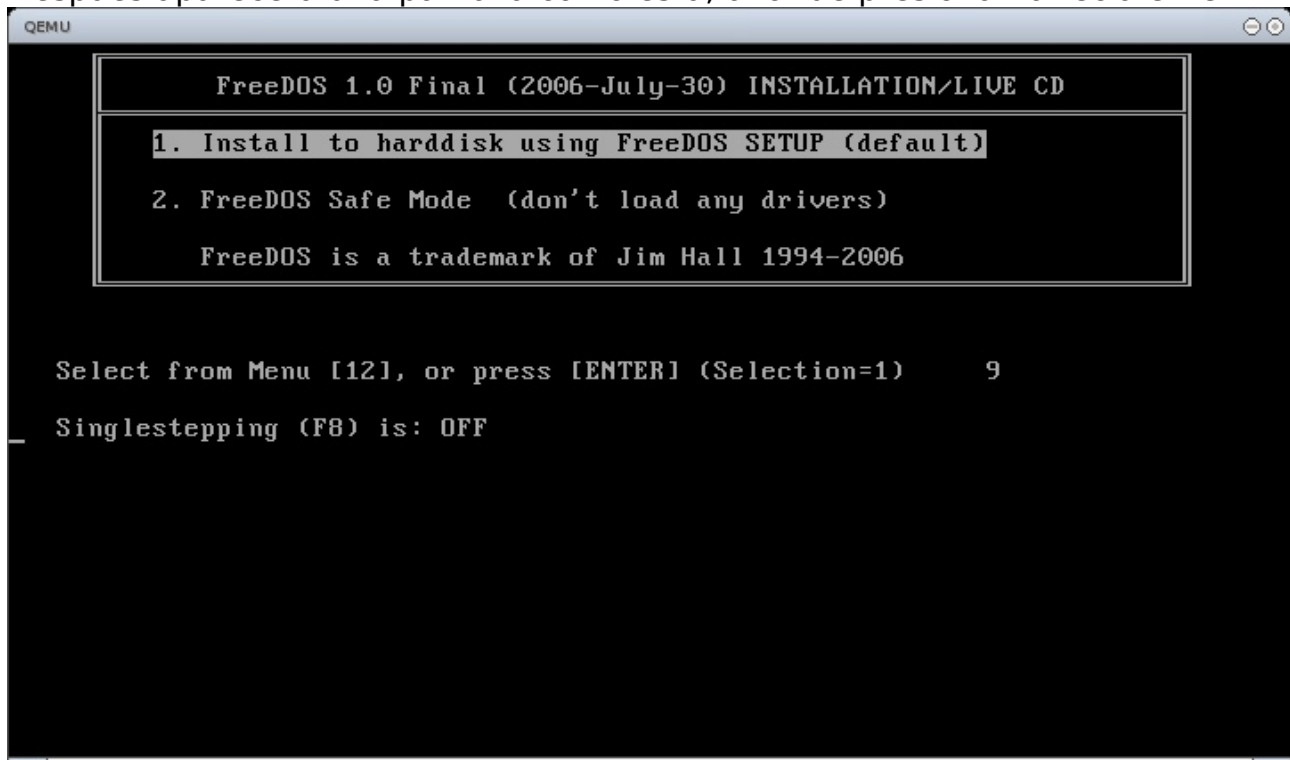 QEMU
FreeDOS 1.0 Final (2006-July-30) INSTALLATION/LIVE CD
1. Install to harddisk using FreeDOS SETUP (default)
2. FreeDOS Safe Mode (don't load any drivers)
FreeDOS is a trademark of Jim Hall 1994-2006
Select from Menu [12], or press [ENTER] (Selection=1) 9
Singlestepping (F8) is: OFF
_